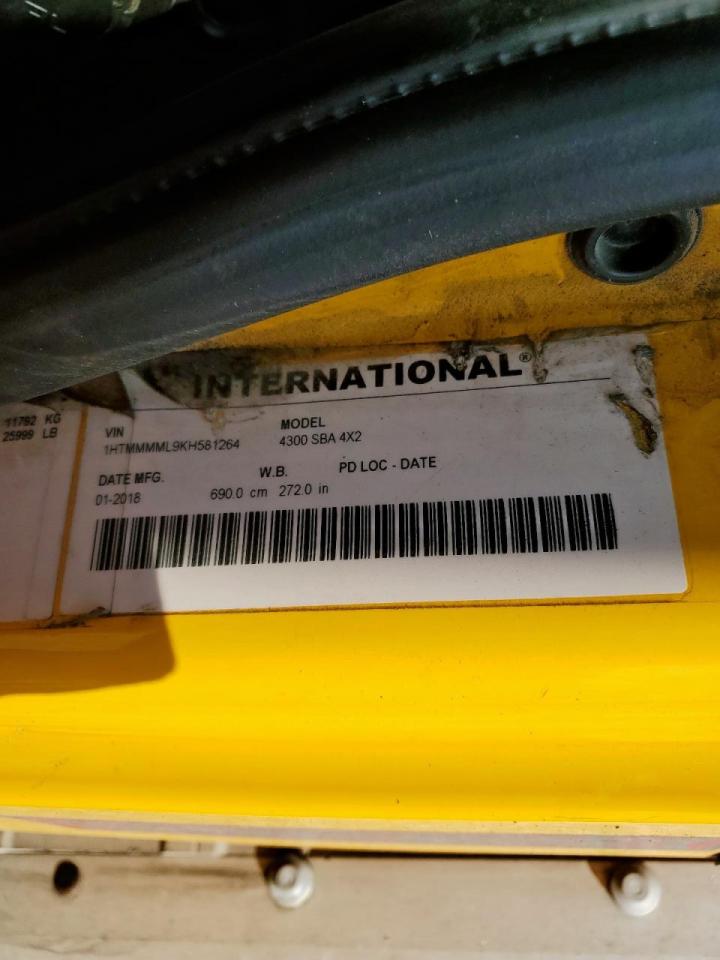 INTERNATIONAL®
11792 KG
25999 LB
VIN
1HTMMMML9KH581264
MODEL
4300 SBA 4X2
DATE MFG.
01-2018
W.B.
690.0 cm 272.0 in
PD LOC - DATE